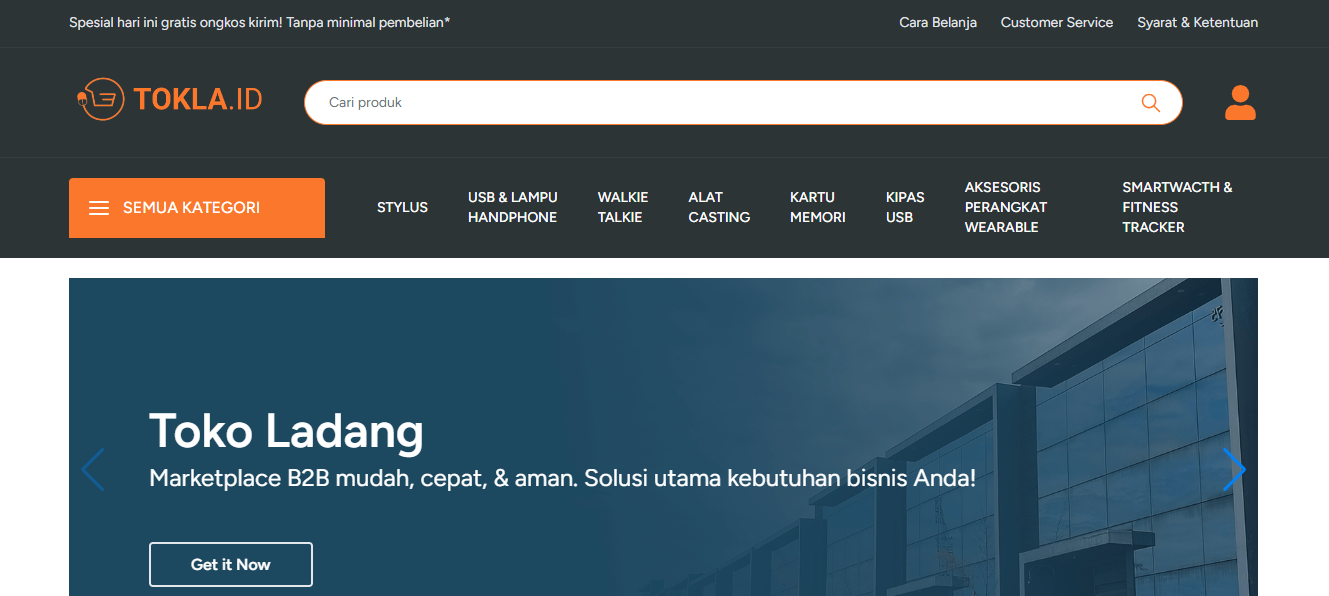 Spesial hari ini gratis ongkos kirim! Tanpa minimal pembelian*
Cara Belanja
Customer Service
Syarat & Ketentuan
TOKLA.ID
Cari produk
SEMUA KATEGORI
STYLUS
USB & LAMPU
HANDPHONE
WALKIE
TALKIE
ALAT
CASTING
KARTU
MEMORI
KIPAS
USB
AKSESORIS
PERANGKAT
WEARABLE
SMARTWACTH &
FITNESS
TRACKER
Toko Ladang
Marketplace B2B mudah, cepat, & aman. Solusi utama kebutuhan bisnis Anda!
Get it Now